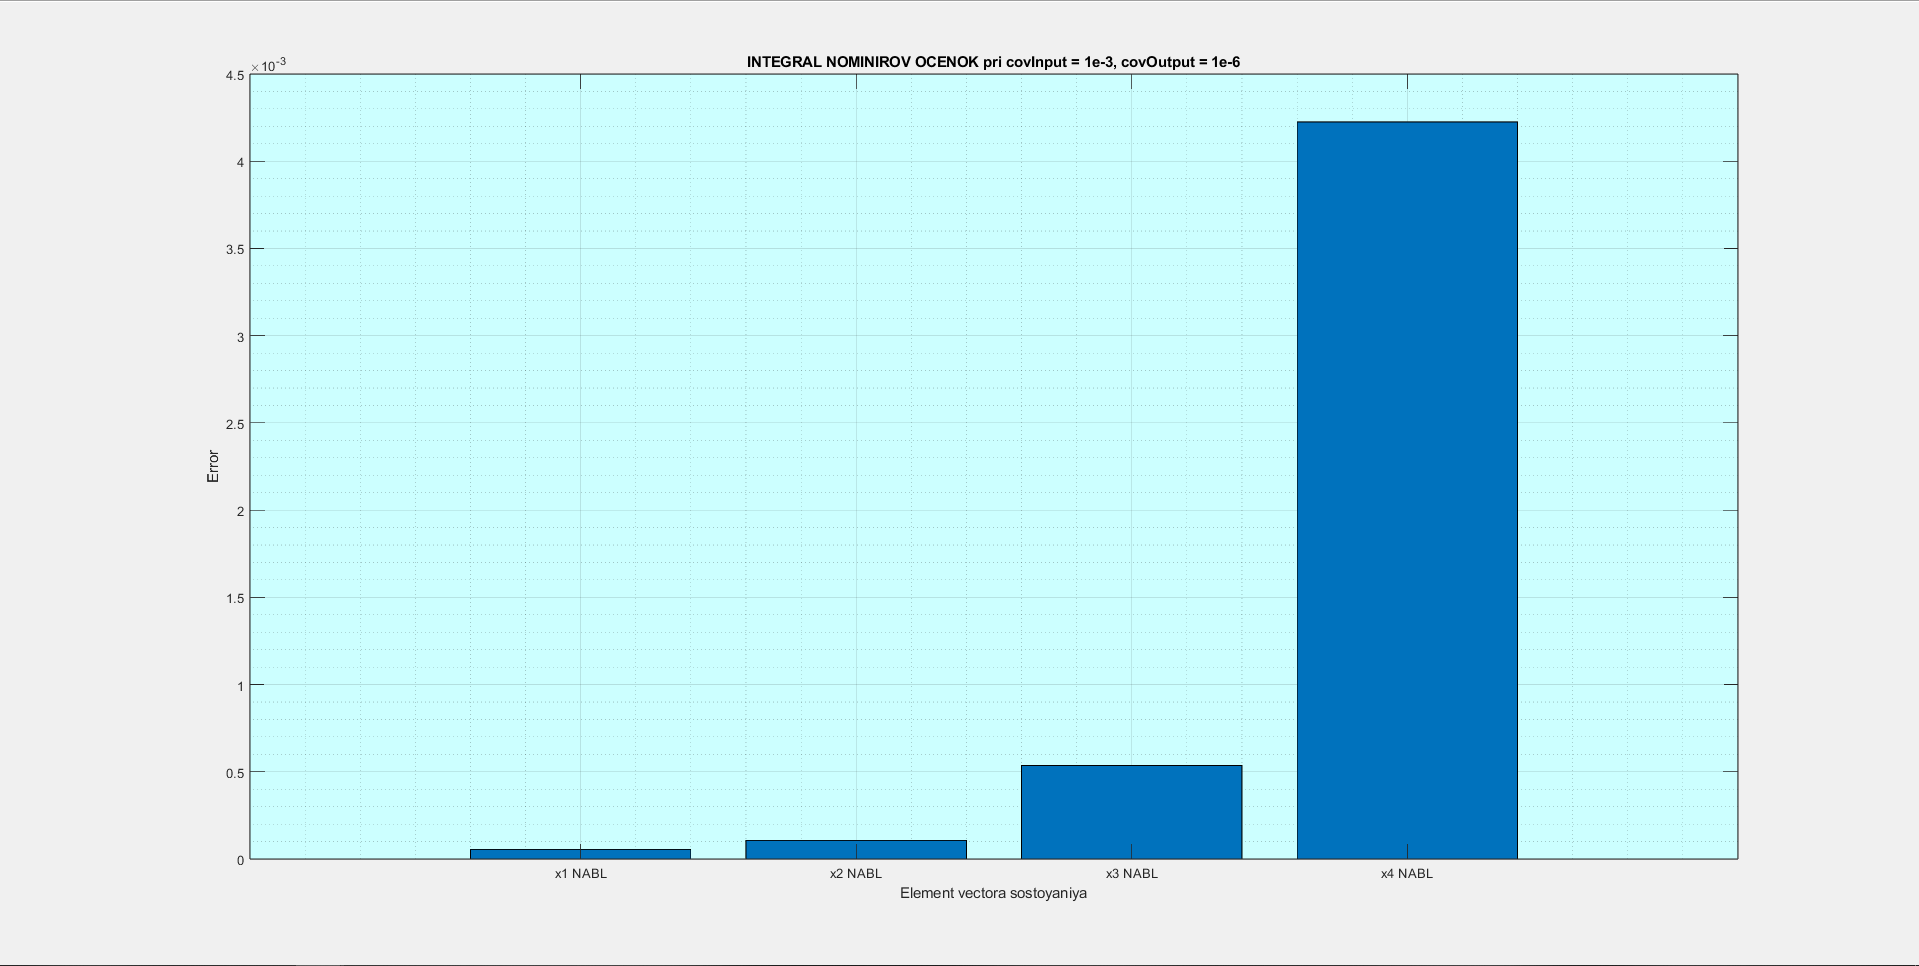 INTEGRAL NOMINIROV OCENOK pri covInput = 1e-3, covOutput = 1e-6
×10-3
4.5
4
3.5
3
2.5
2
1.5
1
0.5
0
Error
x1 NABL x2 NABL x3 NABL x4 NABL
Element vectora sostoyaniya